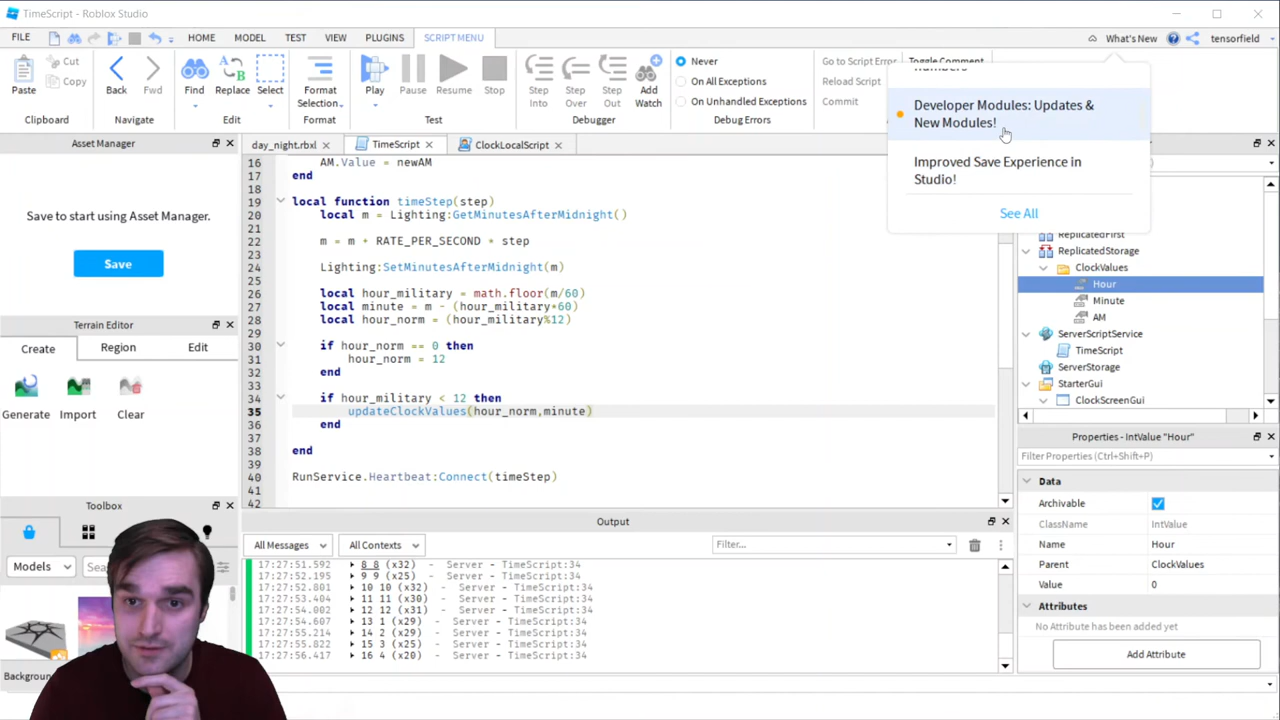 TimeScript - Roblox Studio
FILE HOME MODEL TEST VIEW PLUGINS SCRIPT MENU What's New tensorfield
Paste Cut Copy
Clipboard
Back Fwd
Navigate
Find Replace Select
Edit
Format Selection
Format
Play Pause Resume Stop
Test
Step Into Step Over Step Out Add Watch
Debugger
Never
On All Exceptions
On Unhandled Exceptions
Debug Errors
Go to Script Error Toggle Comment
Reload Script
Commit
Numbers
Developer Modules: Updates &
New Modules!
Improved Save Experience in
Studio!
See All
Asset Manager
Save to start using Asset Manager.
Save
Terrain Editor
Create Region Edit
Generate Import Clear
Toolbox
Models
Background
day_night.rbxl TimeScript ClockLocalScript
16 AM.Value = newAM
17 end
18
19 local function timeStep(step)
20 local m = Lighting:GetMinutesAfterMidnight()
21
22 m = m + RATE_PER_SECOND * step
23
24 Lighting:SetMinutesAfterMidnight(m)
25
26 local hour_military = math.floor(m/60)
27 local minute = m - (hour_military*60)
28 local hour_norm = (hour_military%12)
29
30 if hour_norm == 0 then
31 hour_norm = 12
32 end
33
34 if hour_military < 12 then
35 updateClockValues(hour_norm,minute)
36 end
37
38 end
39
40 RunService.Heartbeat:Connect(timeStep)
41
42
Output
All Messages All Contexts Filter...
17:27:51.592 8 8 (x32) - Server - TimeScript:34
17:27:52.195 9 9 (x25) - Server - TimeScript:34
17:27:52.801 10 10 (x32) - Server - TimeScript:34
17:27:53.404 11 11 (x30) - Server - TimeScript:34
17:27:54.002 12 12 (x31) - Server - TimeScript:34
17:27:54.607 13 1 (x29) - Server - TimeScript:34
17:27:55.214 14 2 (x29) - Server - TimeScript:34
17:27:55.822 15 3 (x25) - Server - TimeScript:34
17:27:56.417 16 4 (x20) - Server - TimeScript:34
ReplicatedFirst
ReplicatedStorage
ClockValues
Hour
Minute
AM
ServerScriptService
TimeScript
ServerStorage
StarterGui
ClockScreenGui
Properties - IntValue "Hour"
Filter Properties (Ctrl+Shift+P)
Data
Archivable
ClassName IntValue
Name Hour
Parent ClockValues
Value 0
Attributes
No Attribute has been added yet
Add Attribute